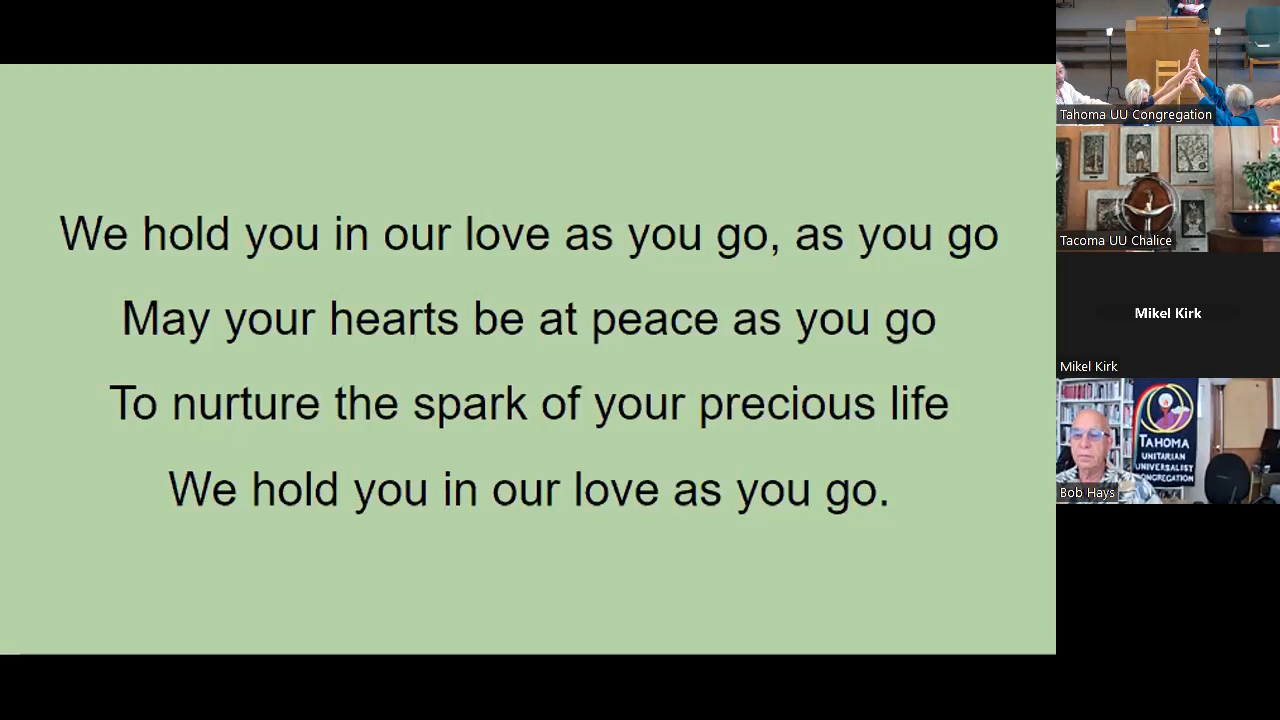 We hold you in our love as you go, as you go
May your hearts be at peace as you go
To nurture the spark of your precious life
We hold you in our love as you go.
Tahoma UU Congregation
Tacoma UU Chalice
Mikel Kirk
Mikel Kirk
TAHOMA
UNITARIAN
UNIVERSALIST
CONGREGATION
Bob Hays